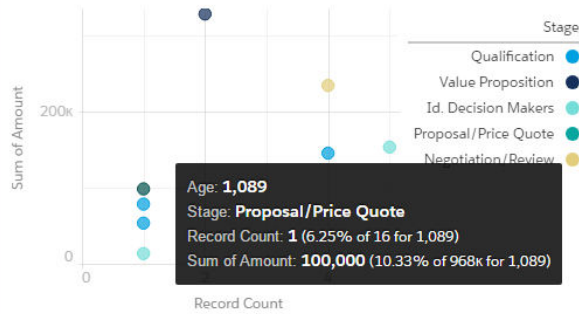 Stage
Qualification
Value Proposition
Id. Decision Makers
Proposal/Price Quote
Negotiation/Review
Sum of Amount
200K
0
0
Record Count
Age: 1,089
Stage: Proposal/Price Quote
Record Count: 1 (6.25% of 16 for 1,089)
Sum of Amount: 100,000 (10.33% of 968K for 1,089)